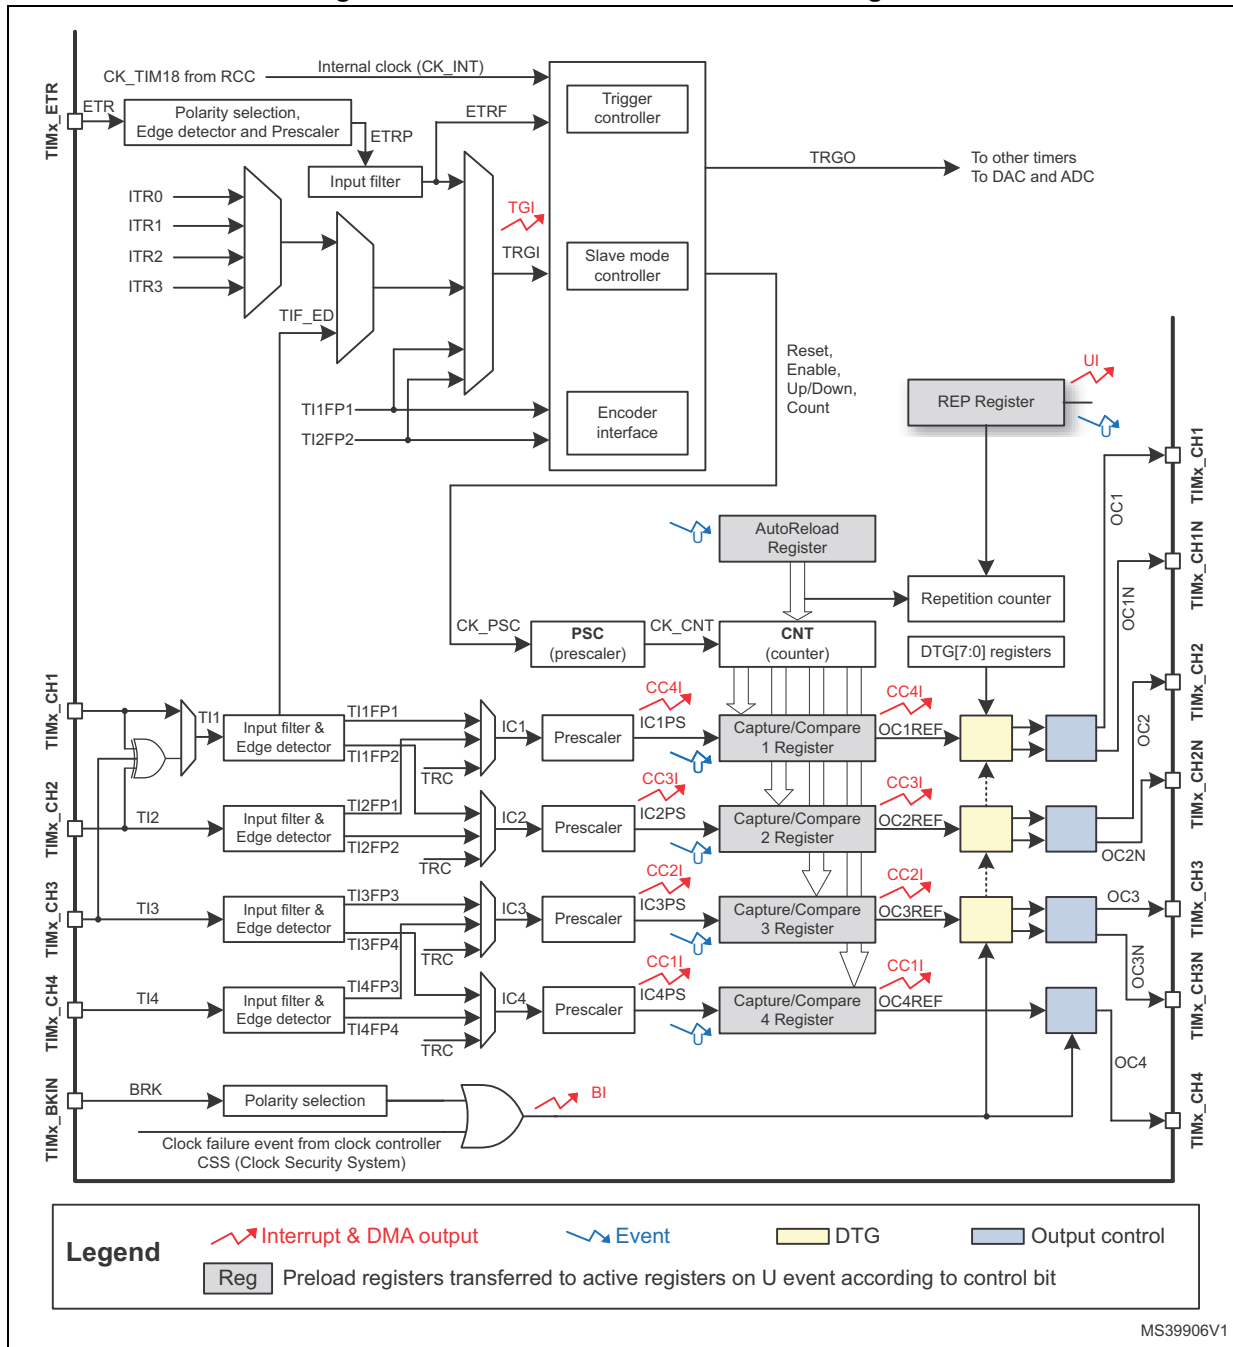 CK_TIM18 from RCC
Internal clock (CK_INT)
TIMx_ETR
ETR
Polarity selection,
Edge detector and Prescaler
ETRP
ETRF
Input filter
Trigger
controller
TRGO
To other timers
To DAC and ADC
ITR0
ITR1
ITR2
ITR3
TGI
TRGI
Slave mode
controller
TIF_ED
Reset,
Enable,
Up/Down,
Count
TI1FP1
TI2FP2
Encoder
interface
UI
REP Register
U
AutoReload
Register
U
Repetition counter
CK_PSC
PSC
(prescaler)
CK_CNT
CNT
(counter)
DTG[7:0] registers
OC1
TIMx_CH1
OC1N
TIMx_CH1N
TIMx_CH1
TI1
Input filter &
Edge detector
TI1FP1
TI1FP2
TRC
IC1
Prescaler
CC4I
IC1PS
U
Capture/Compare
1 Register
CC4I
OC1REF
OC2
TIMx_CH2
TIMx_CH2
TI2
Input filter &
Edge detector
TI2FP1
TI2FP2
TRC
IC2
Prescaler
CC3I
IC2PS
U
Capture/Compare
2 Register
CC3I
OC2REF
OC2N
TIMx_CH2N
TIMx_CH3
TI3
Input filter &
Edge detector
TI3FP3
TI3FP4
TRC
IC3
Prescaler
CC2I
IC3PS
U
Capture/Compare
3 Register
CC2I
OC3REF
OC3
TIMx_CH3
OC3N
TIMx_CH3N
TIMx_CH4
TI4
Input filter &
Edge detector
TI4FP3
TI4FP4
TRC
IC4
Prescaler
CC1I
IC4PS
U
Capture/Compare
4 Register
CC1I
OC4REF
OC4
TIMx_CH4
TIMx_BKIN
BRK
Polarity selection
BI
Clock failure event from clock controller
CSS (Clock Security System)
Legend
Interrupt & DMA output
Event
DTG
Output control
Reg
Preload registers transferred to active registers on U event according to control bit
MS39906V1